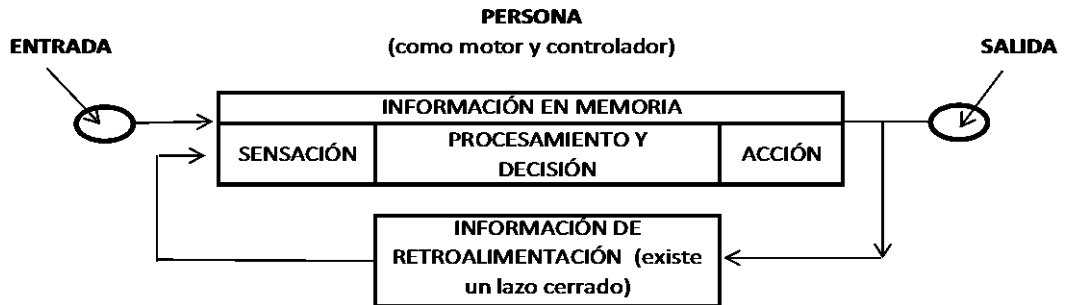 PERSONA
(como motor y controlador)
ENTRADA
SALIDA
INFORMACIÓN EN MEMORIA
SENSACIÓN
PROCESAMIENTO Y
DECISIÓN
ACCIÓN
INFORMACIÓN DE
RETROALIMENTACIÓN (existe
un lazo cerrado)